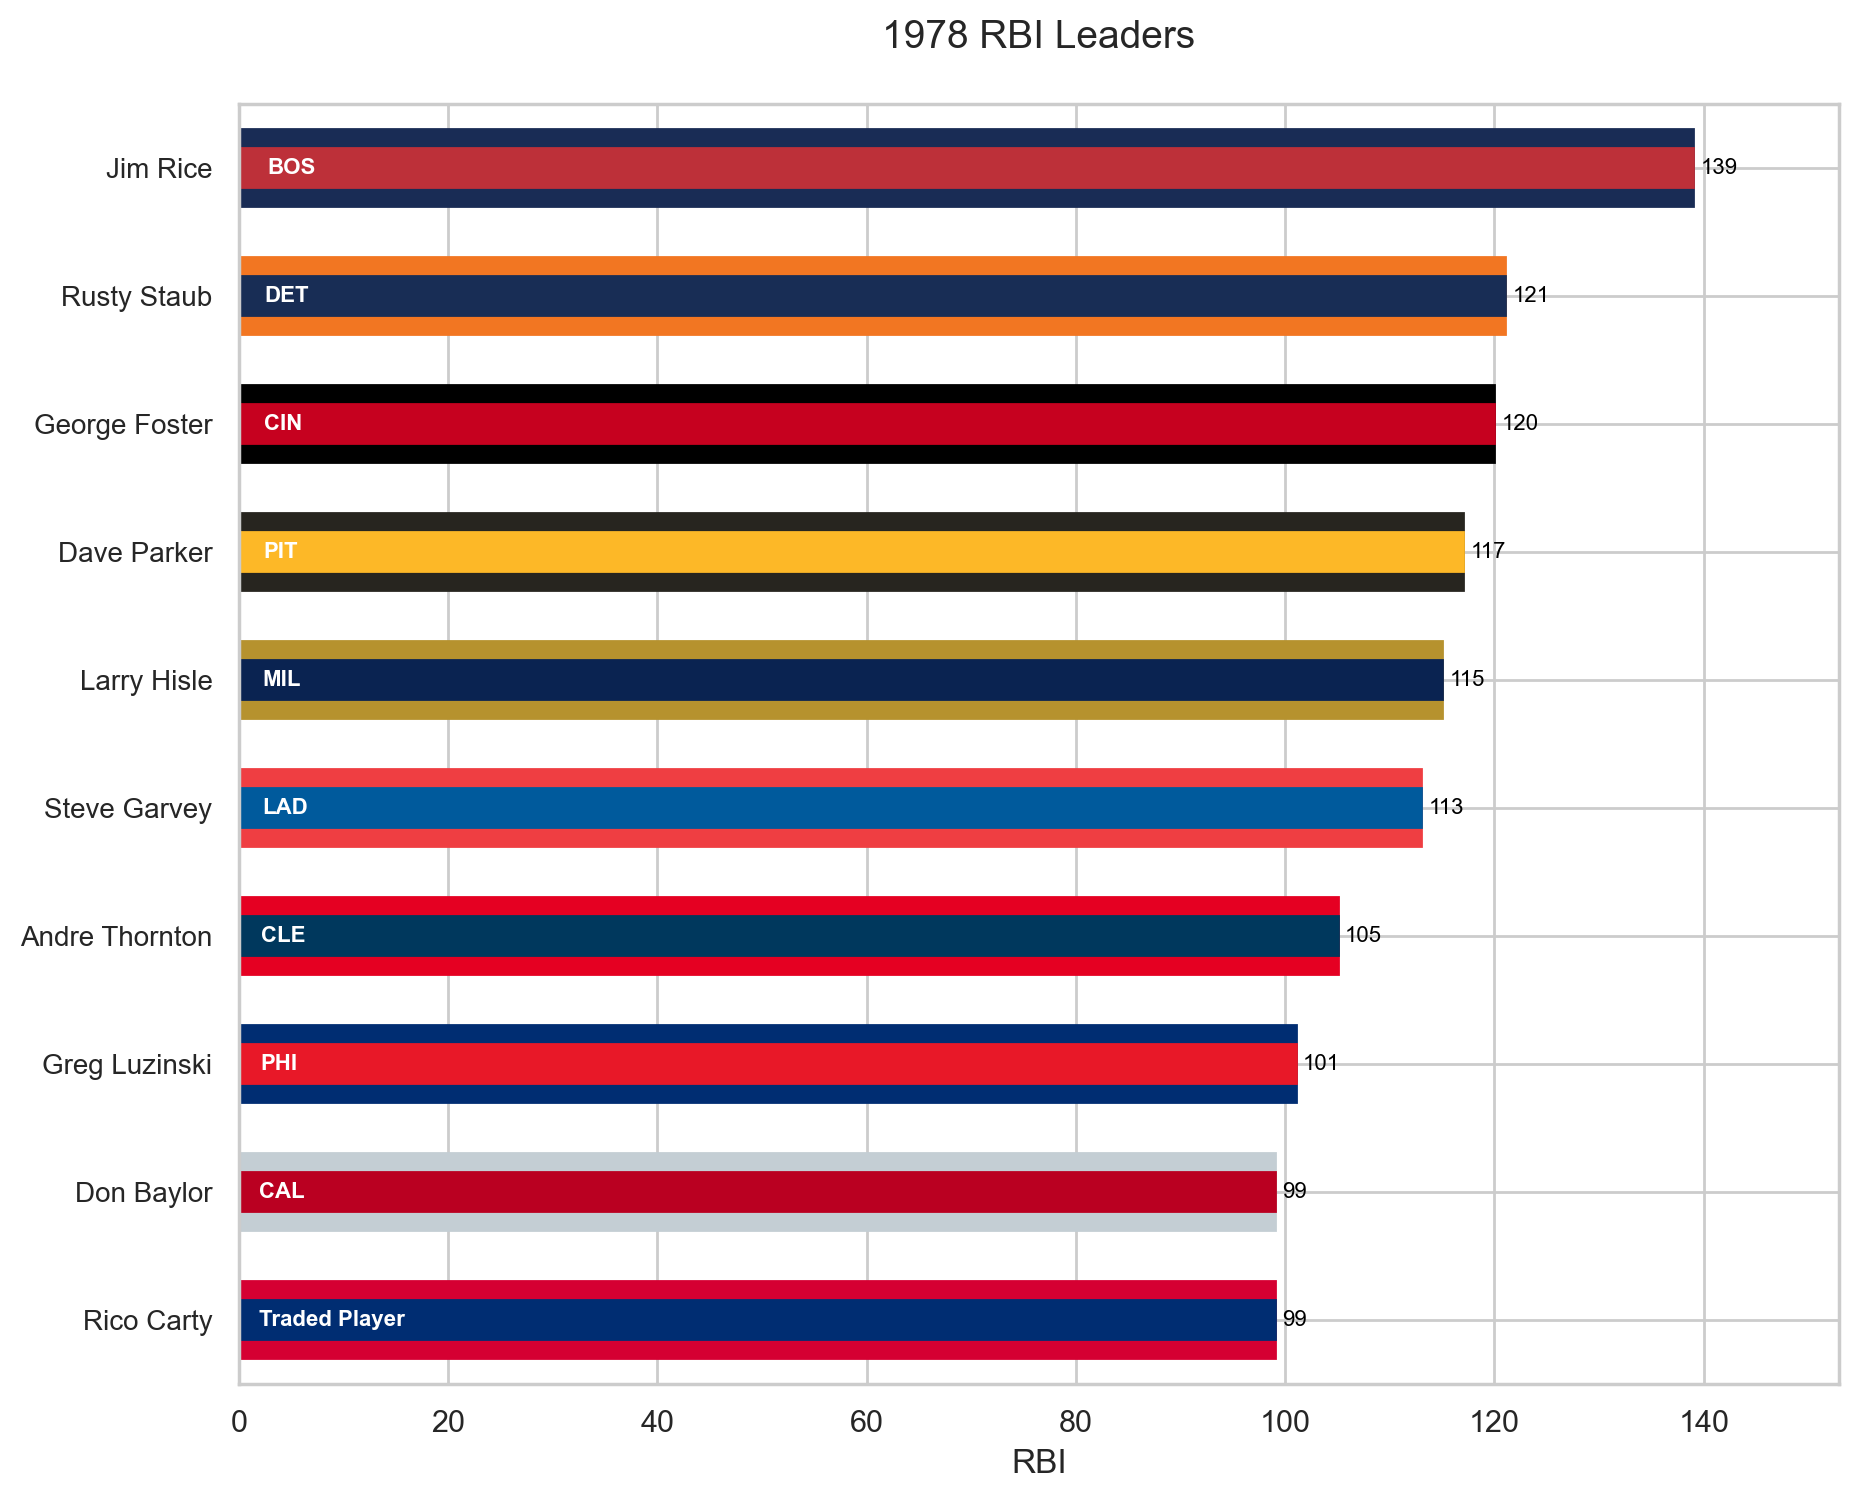 1978 RBI Leaders
Jim Rice BOS 139
Rusty Staub DET 121
George Foster CIN 120
Dave Parker PIT 117
Larry Hisle MIL 115
Steve Garvey LAD 113
Andre Thornton CLE 105
Greg Luzinski PHI 101
Don Baylor CAL 99
Rico Carty Traded Player 99
0 20 40 60 80 100 120 140
RBI